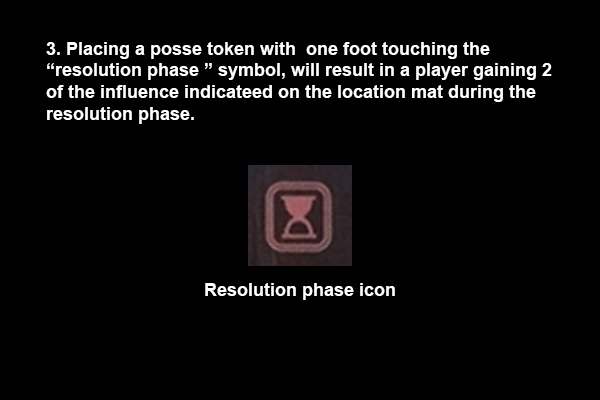 3. Placing a posse token with  one foot touching the
“resolution phase ” symbol, will result in a player gaining 2
of the influence indicateed on the location mat during the
resolution phase.
Resolution phase icon